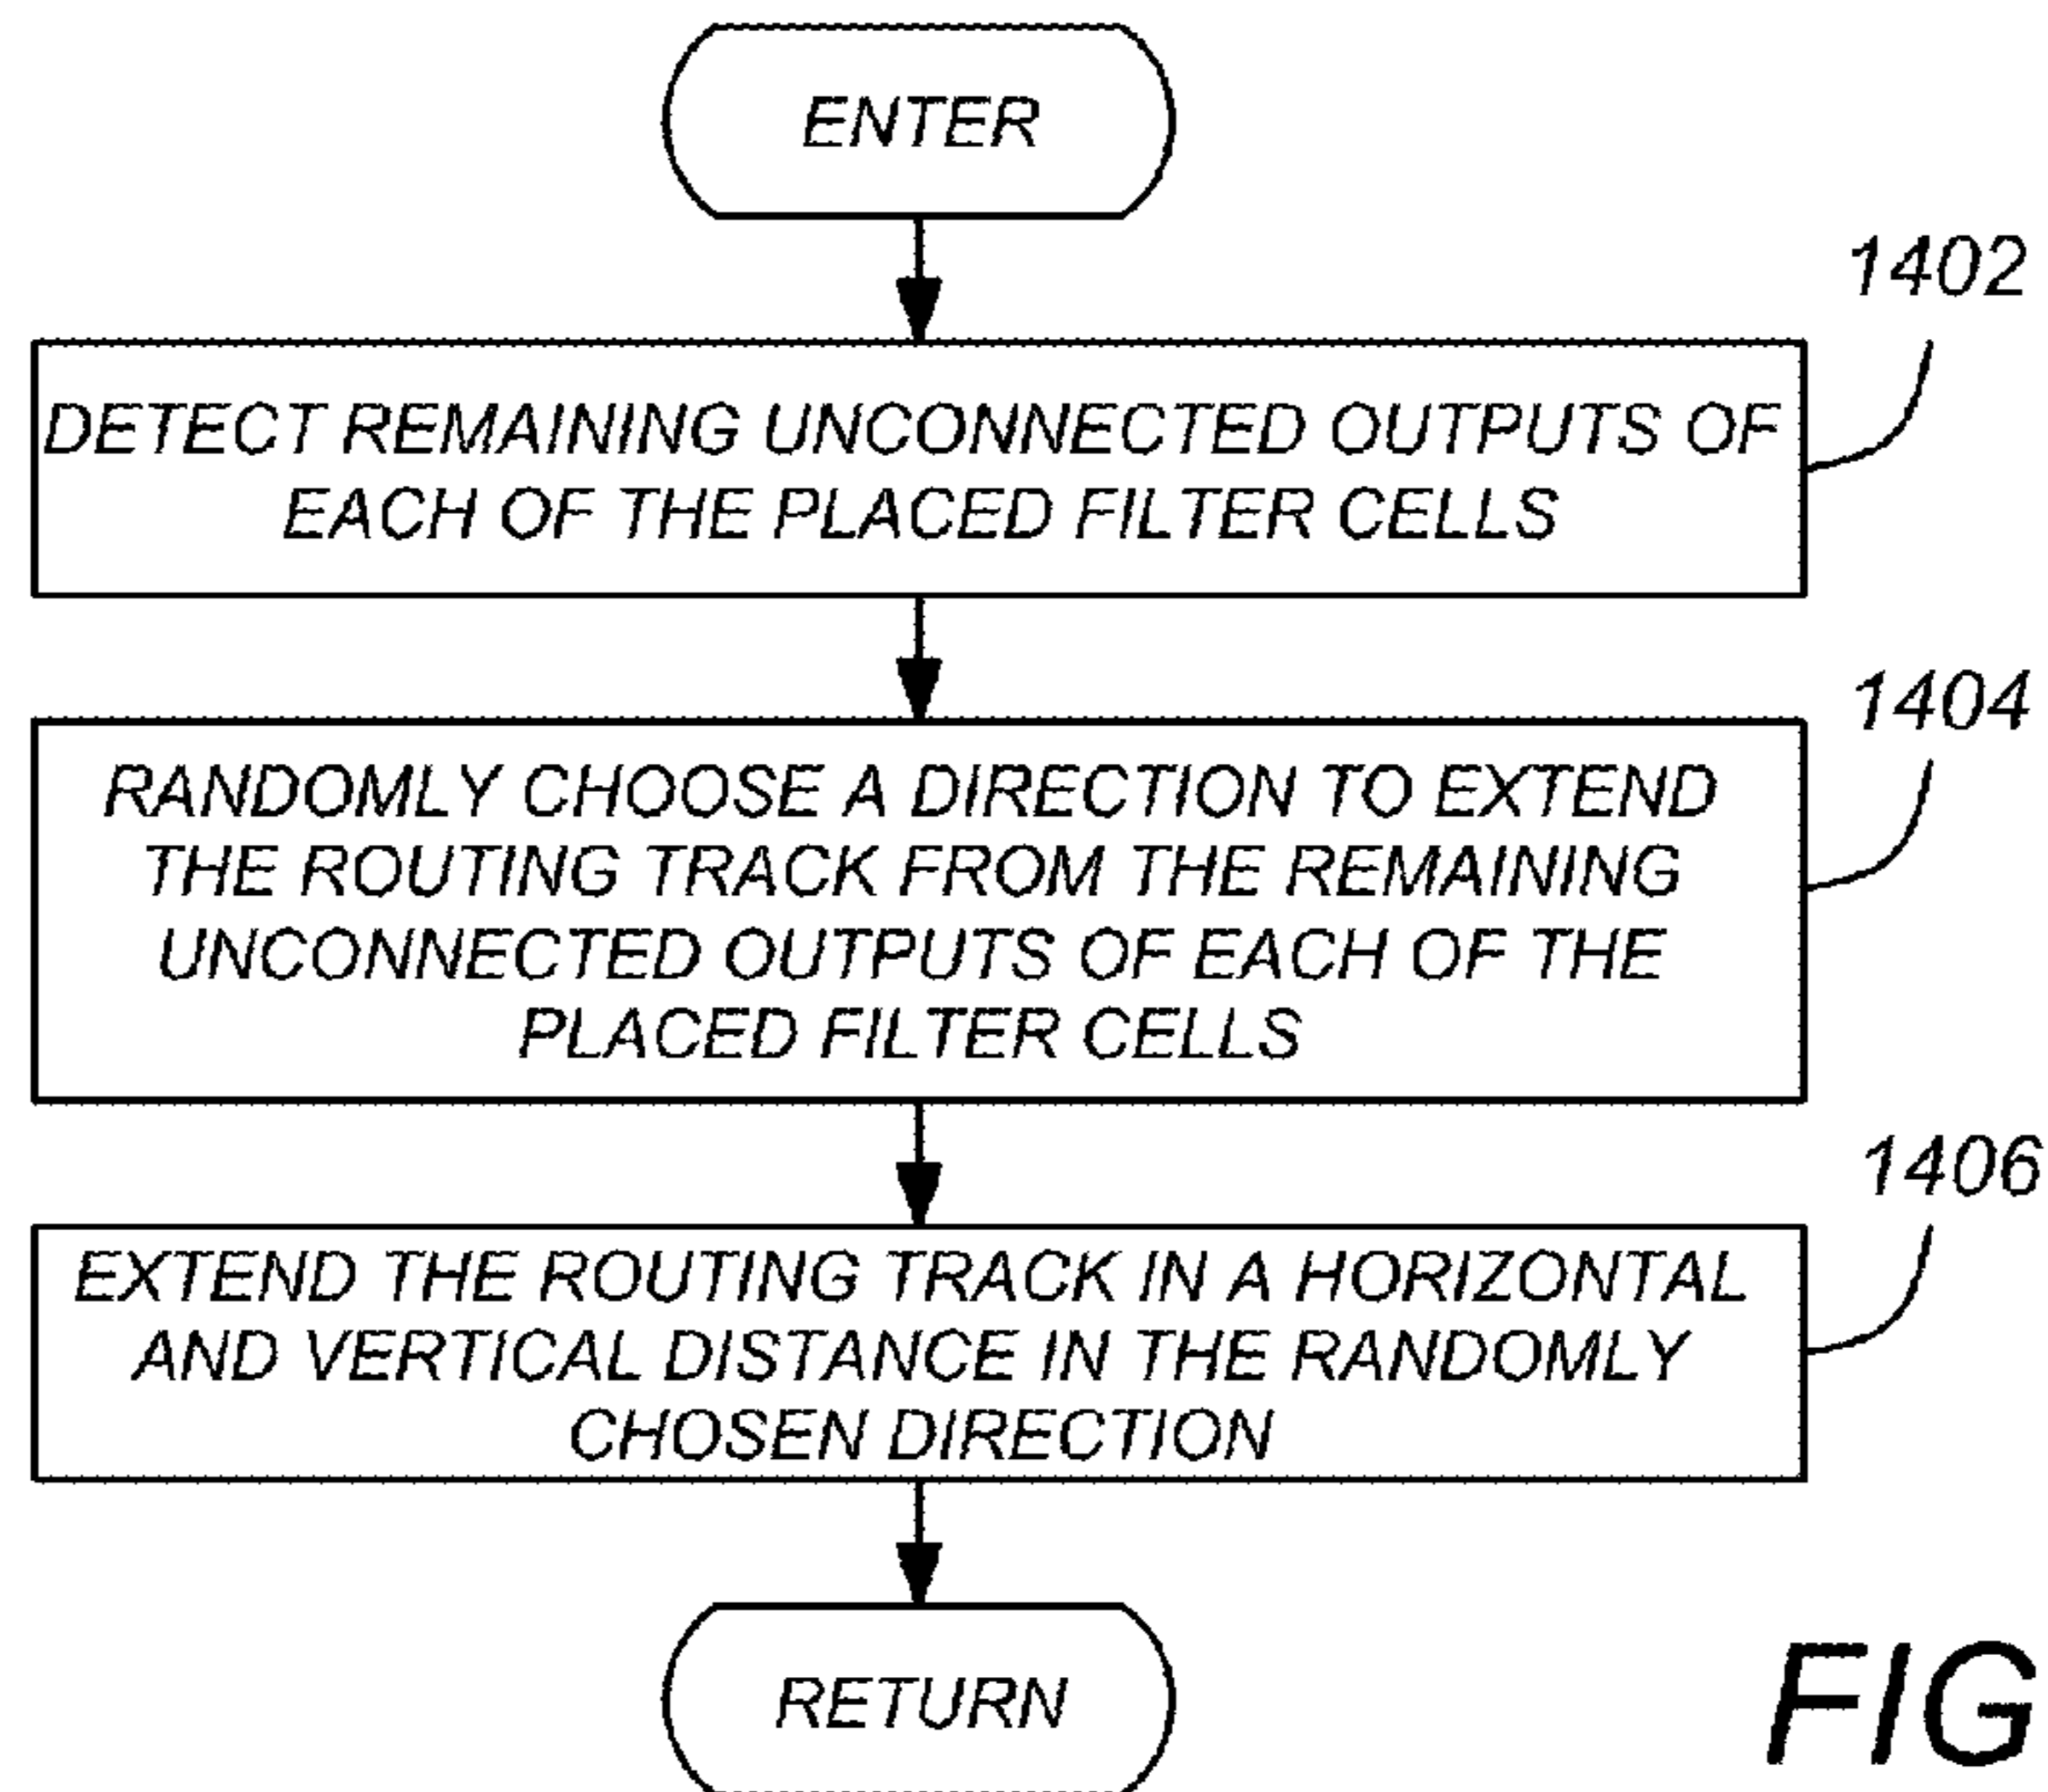 ENTER
1402
DETECT REMAINING UNCONNECTED OUTPUTS OF
EACH OF THE PLACED FILTER CELLS
1404
RANDOMLY CHOOSE A DIRECTION TO EXTEND
THE ROUTING TRACK FROM THE REMAINING
UNCONNECTED OUTPUTS OF EACH OF THE
PLACED FILTER CELLS
1406
EXTEND THE ROUTING TRACK IN A HORIZONTAL
AND VERTICAL DISTANCE IN THE RANDOMLY
CHOSEN DIRECTION
RETURN
FIG